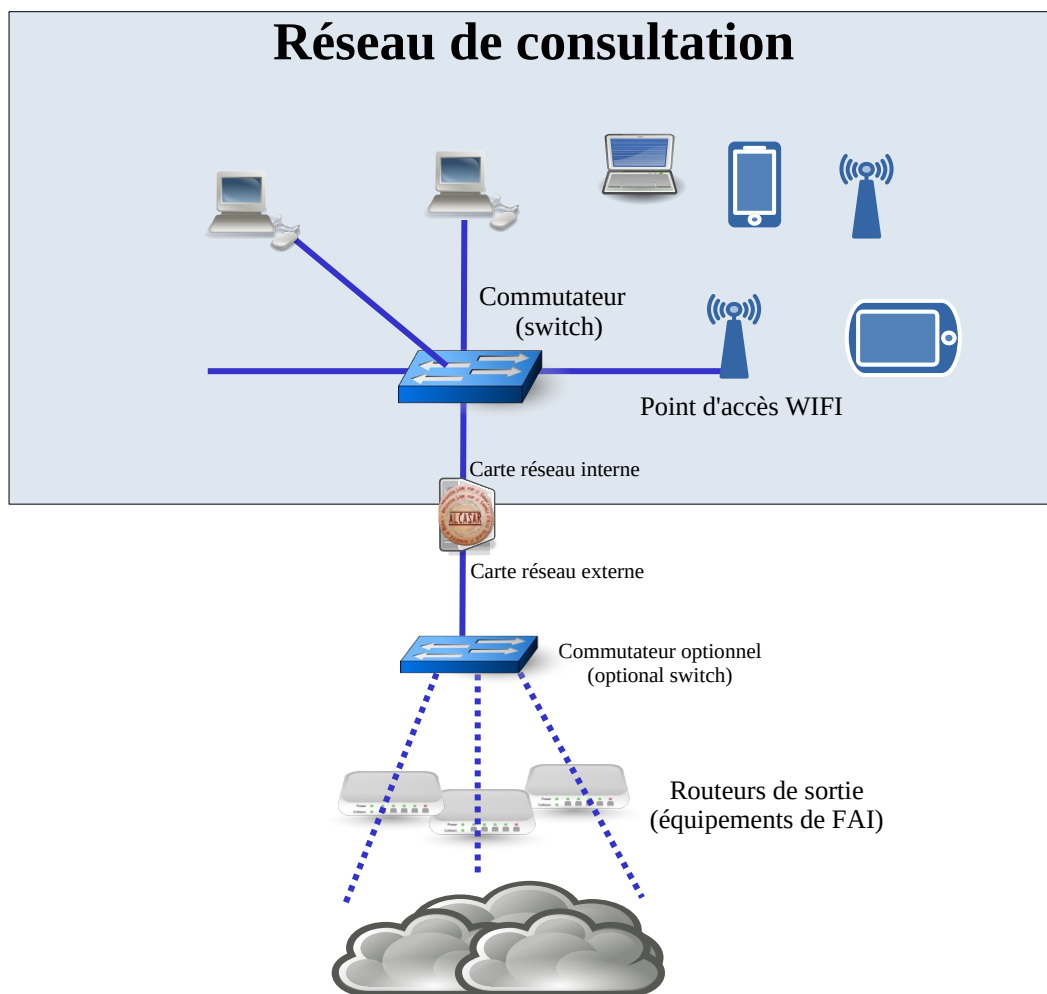 Réseau de consultation
Commutateur
(switch)
Point d'accès WIFI
Carte réseau interne
ALCASAR
Carte réseau externe
Commutateur optionnel
(optional switch)
Routeurs de sortie
(équipements de FAI)